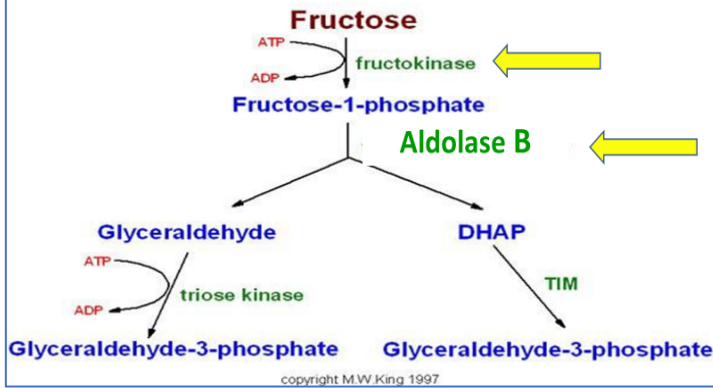 Fructose
ATP
fructokinase
ADP
Fructose-1-phosphate
Aldolase B
Glyceraldehyde DHAP
ATP
TIM
triose kinase
ADP
Glyceraldehyde-3-phosphate Glyceraldehyde-3-phosphate
copyright M.W.King 1997